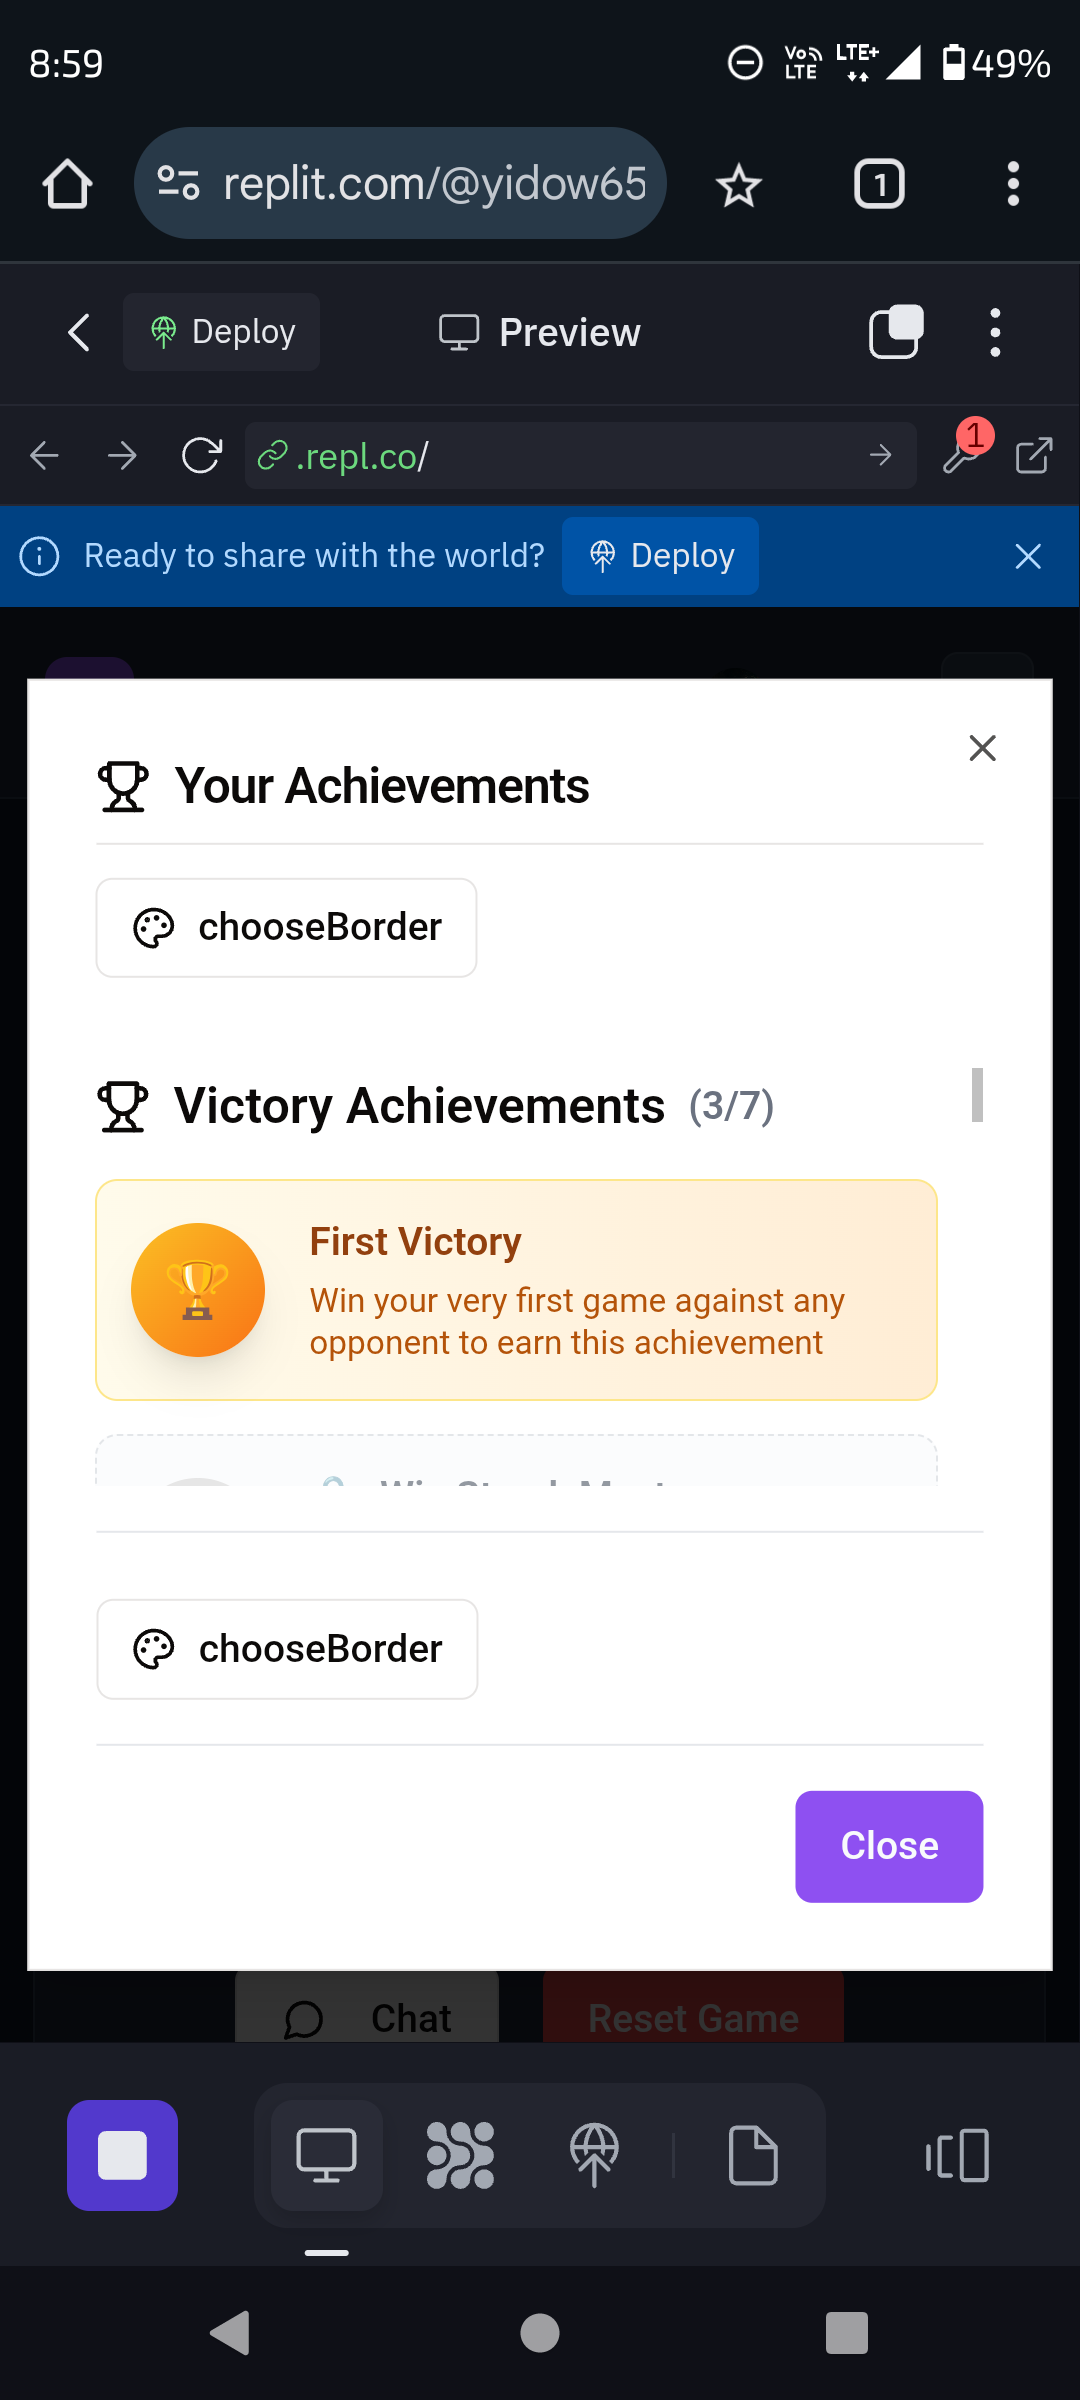 8:59
Vo LTE
LTE+
49%
replit.com/@yidow65
1
Deploy
Preview
.repl.co/
1
Ready to share with the world?
Deploy
Your Achievements
chooseBorder
Victory Achievements (3/7)
First Victory
Win your very first game against any
opponent to earn this achievement
chooseBorder
Close
Chat
Reset Game